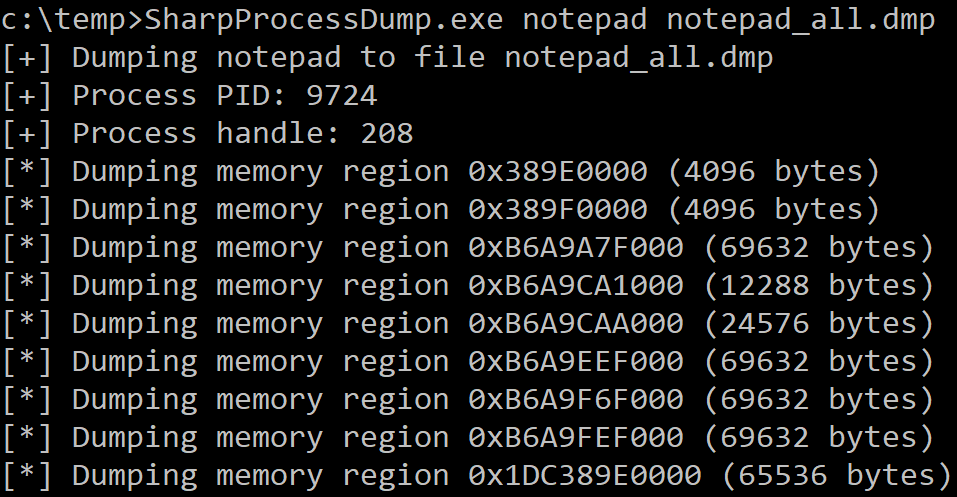 c:\temp>SharpProcessDump.exe notepad notepad_all.dmp
[+] Dumping notepad to file notepad_all.dmp
[+] Process PID: 9724
[+] Process handle: 208
[*] Dumping memory region 0x389E0000 (4096 bytes)
[*] Dumping memory region 0x389F0000 (4096 bytes)
[*] Dumping memory region 0xB6A9A7F000 (69632 bytes)
[*] Dumping memory region 0xB6A9CA1000 (12288 bytes)
[*] Dumping memory region 0xB6A9CAA000 (24576 bytes)
[*] Dumping memory region 0xB6A9EEF000 (69632 bytes)
[*] Dumping memory region 0xB6A9F6F000 (69632 bytes)
[*] Dumping memory region 0xB6A9FEF000 (69632 bytes)
[*] Dumping memory region 0x1DC389E0000 (65536 bytes)